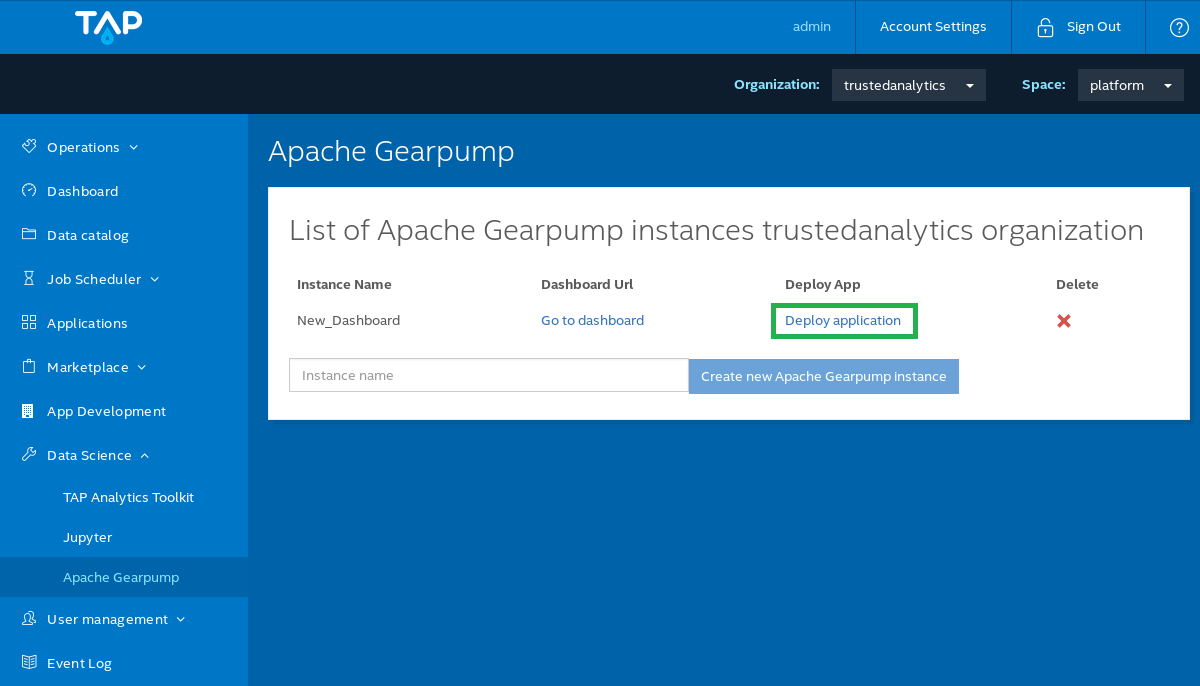 TAP
admin
Account Settings
Sign Out
Organization:
trustedanalytics
Space:
platform
Operations
Dashboard
Data catalog
Job Scheduler
Applications
Marketplace
App Development
Data Science
TAP Analytics Toolkit
Jupyter
Apache Gearpump
User management
Event Log
Apache Gearpump
List of Apache Gearpump instances trustedanalytics organization
Instance Name Dashboard Url Deploy App Delete
New_Dashboard Go to dashboard Deploy application
Instance name
Create new Apache Gearpump instance